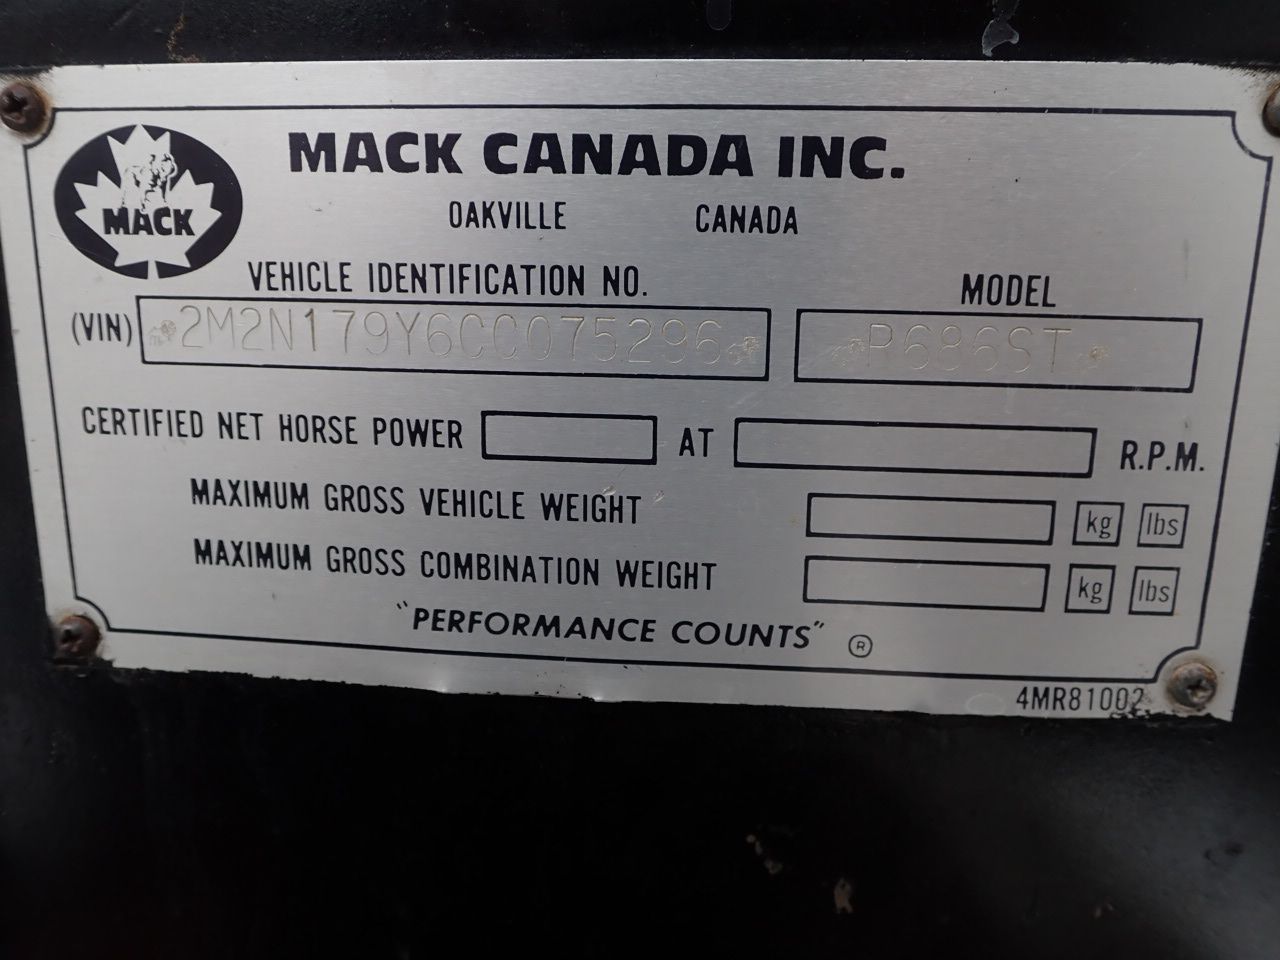 MACK CANADA INC.
MACK
OAKVILLE CANADA
VEHICLE IDENTIFICATION NO. MODEL
(VIN) 2M2N179Y6CC075296 R686ST
CERTIFIED NET HORSE POWER AT R.P.M.
MAXIMUM GROSS VEHICLE WEIGHT kg lbs
MAXIMUM GROSS COMBINATION WEIGHT kg lbs
"PERFORMANCE COUNTS" ®
4MR81002